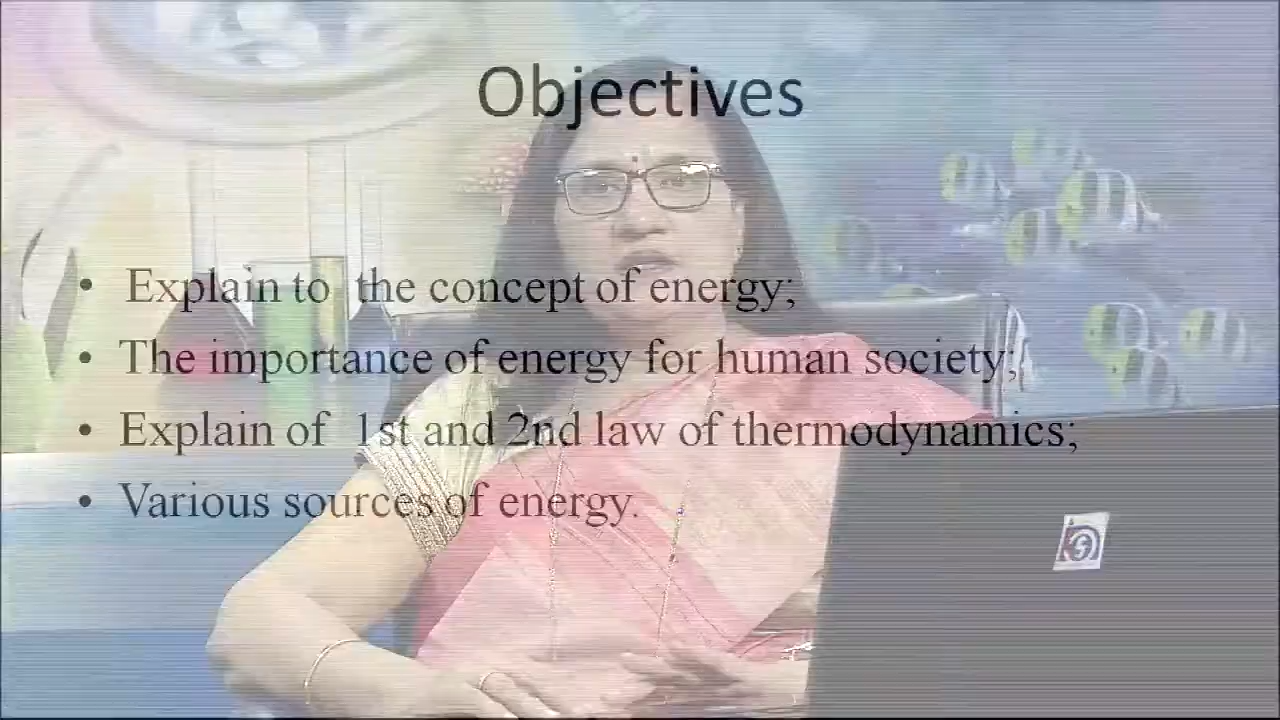 Objectives
• Explain to the concept of energy;
• The importance of energy for human society;
• Explain of 1st and 2nd law of thermodynamics;
• Various sources of energy.